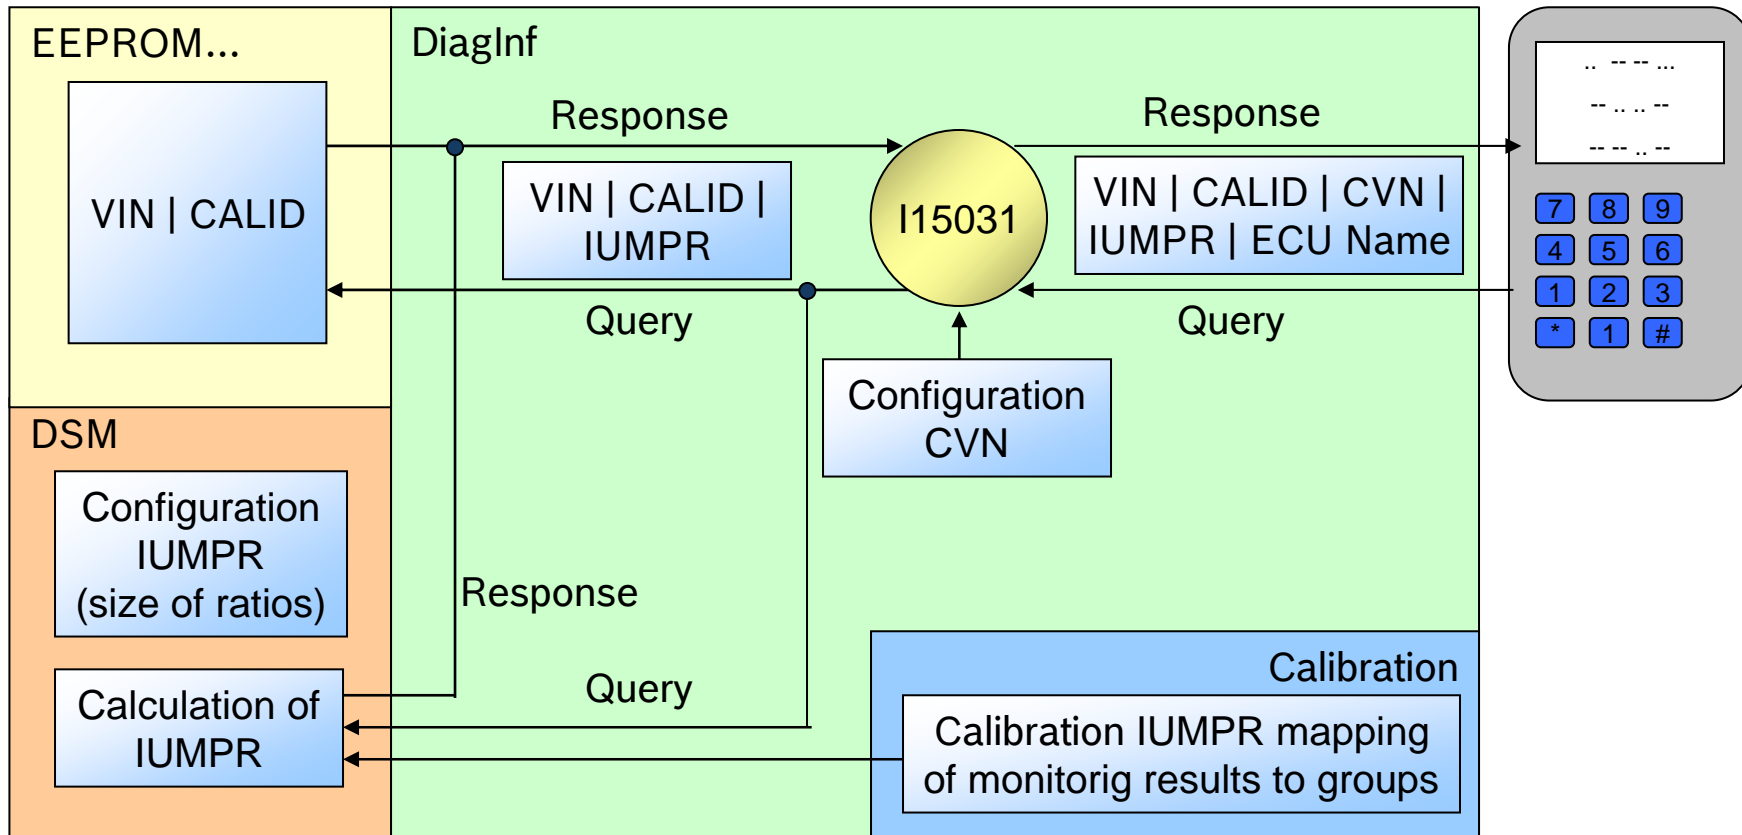 EEPROM...
VIN | CALID
DiagInf
Response
VIN | CALID |
IUMPR
Query
I15031
Response
VIN | CALID | CVN |
IUMPR | ECU Name
Query
Configuration
CVN
.. -- -- ...
-- .. .. --
-- -- .. --
7 8 9
4 5 6
1 2 3
* 1 #
DSM
Configuration
IUMPR
(size of ratios)
Response
Calculation of
IUMPR
Query
Calibration
Calibration IUMPR mapping
of monitorig results to groups